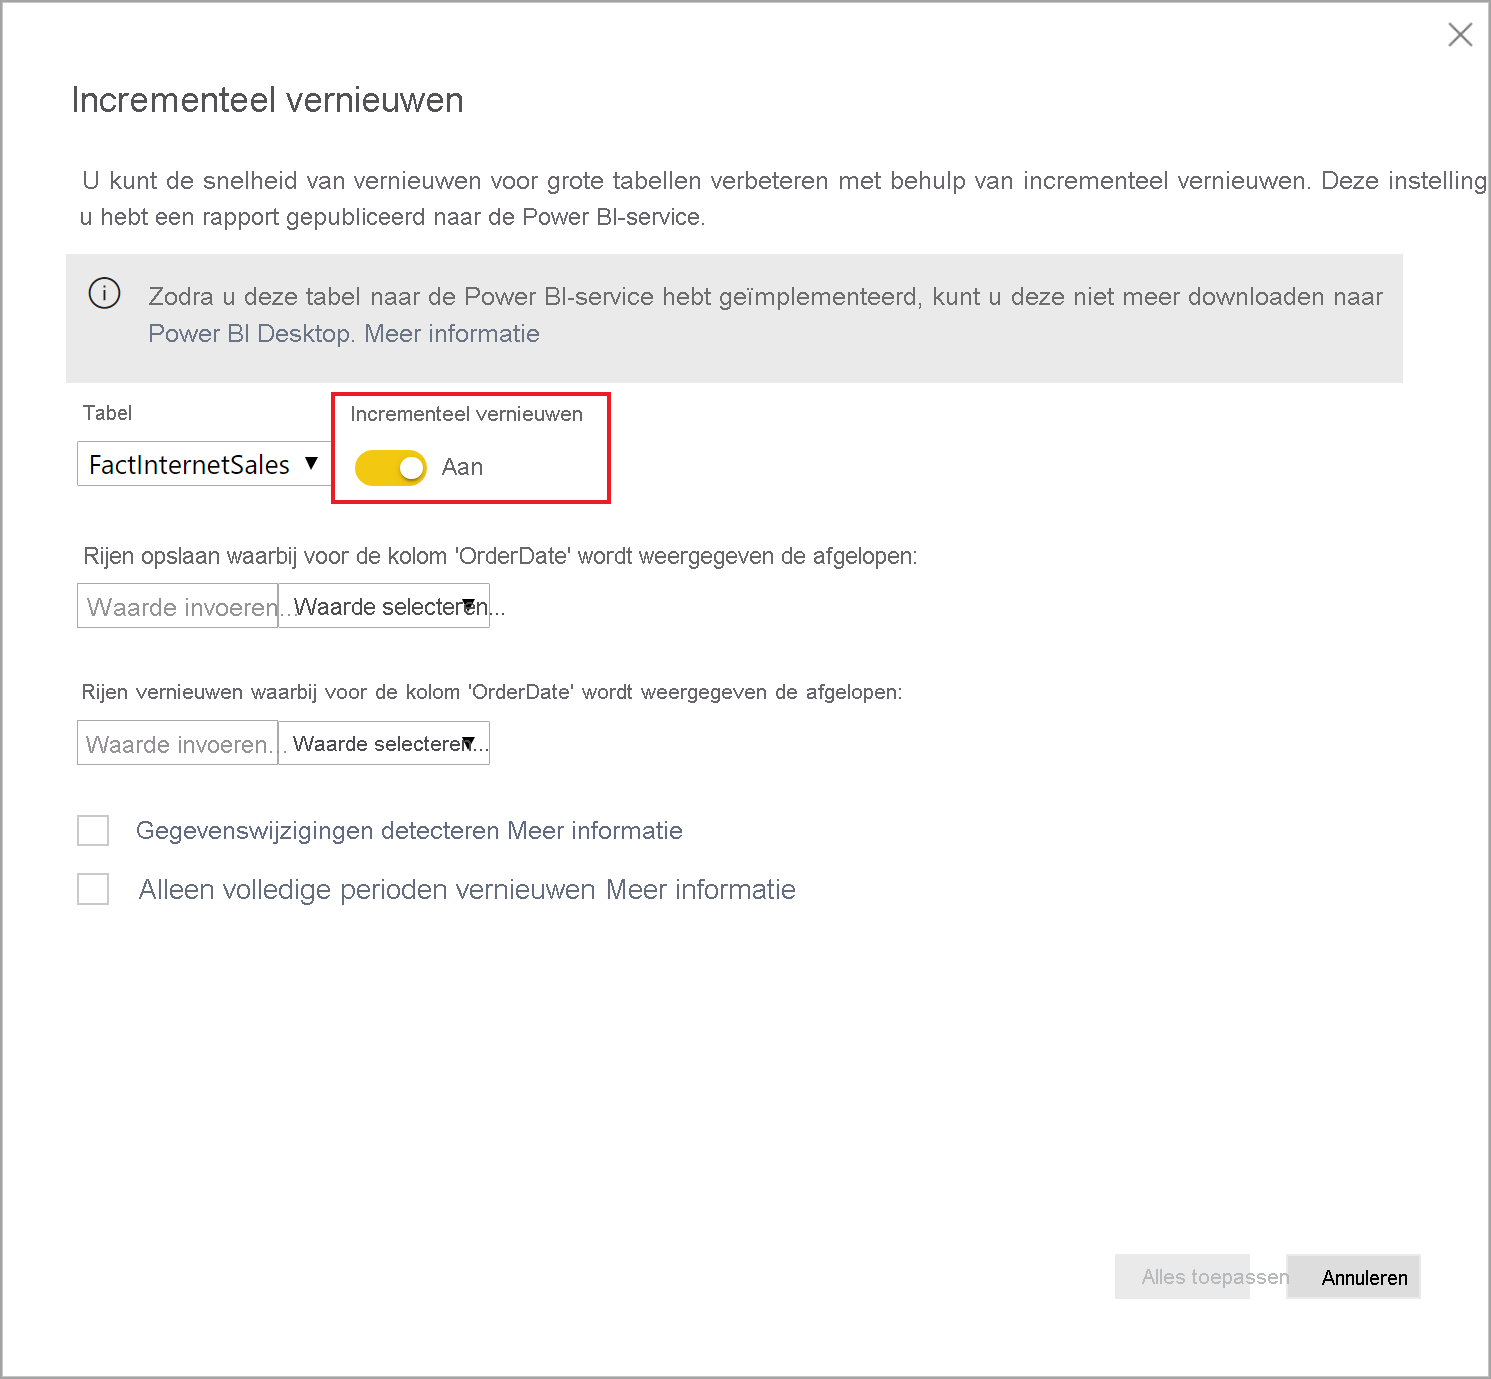 Incrementeel vernieuwen
U kunt de snelheid van vernieuwen voor grote tabellen verbeteren met behulp van incrementeel vernieuwen. Deze instelling
u hebt een rapport gepubliceerd naar de Power BI-service.
Zodra u deze tabel naar de Power BI-service hebt geïmplementeerd, kunt u deze niet meer downloaden naar
Power BI Desktop. Meer informatie
Tabel
Incrementeel vernieuwen
FactInternetSales
Aan
Rijen opslaan waarbij voor de kolom 'OrderDate' wordt weergegeven de afgelopen:
Waarde invoeren... Waarde selecteren...
Rijen vernieuwen waarbij voor de kolom 'OrderDate' wordt weergegeven de afgelopen:
Waarde invoeren... Waarde selecteren...
Gegevenswijzigingen detecteren Meer informatie
Alleen volledige perioden vernieuwen Meer informatie
Alles toepassen Annuleren